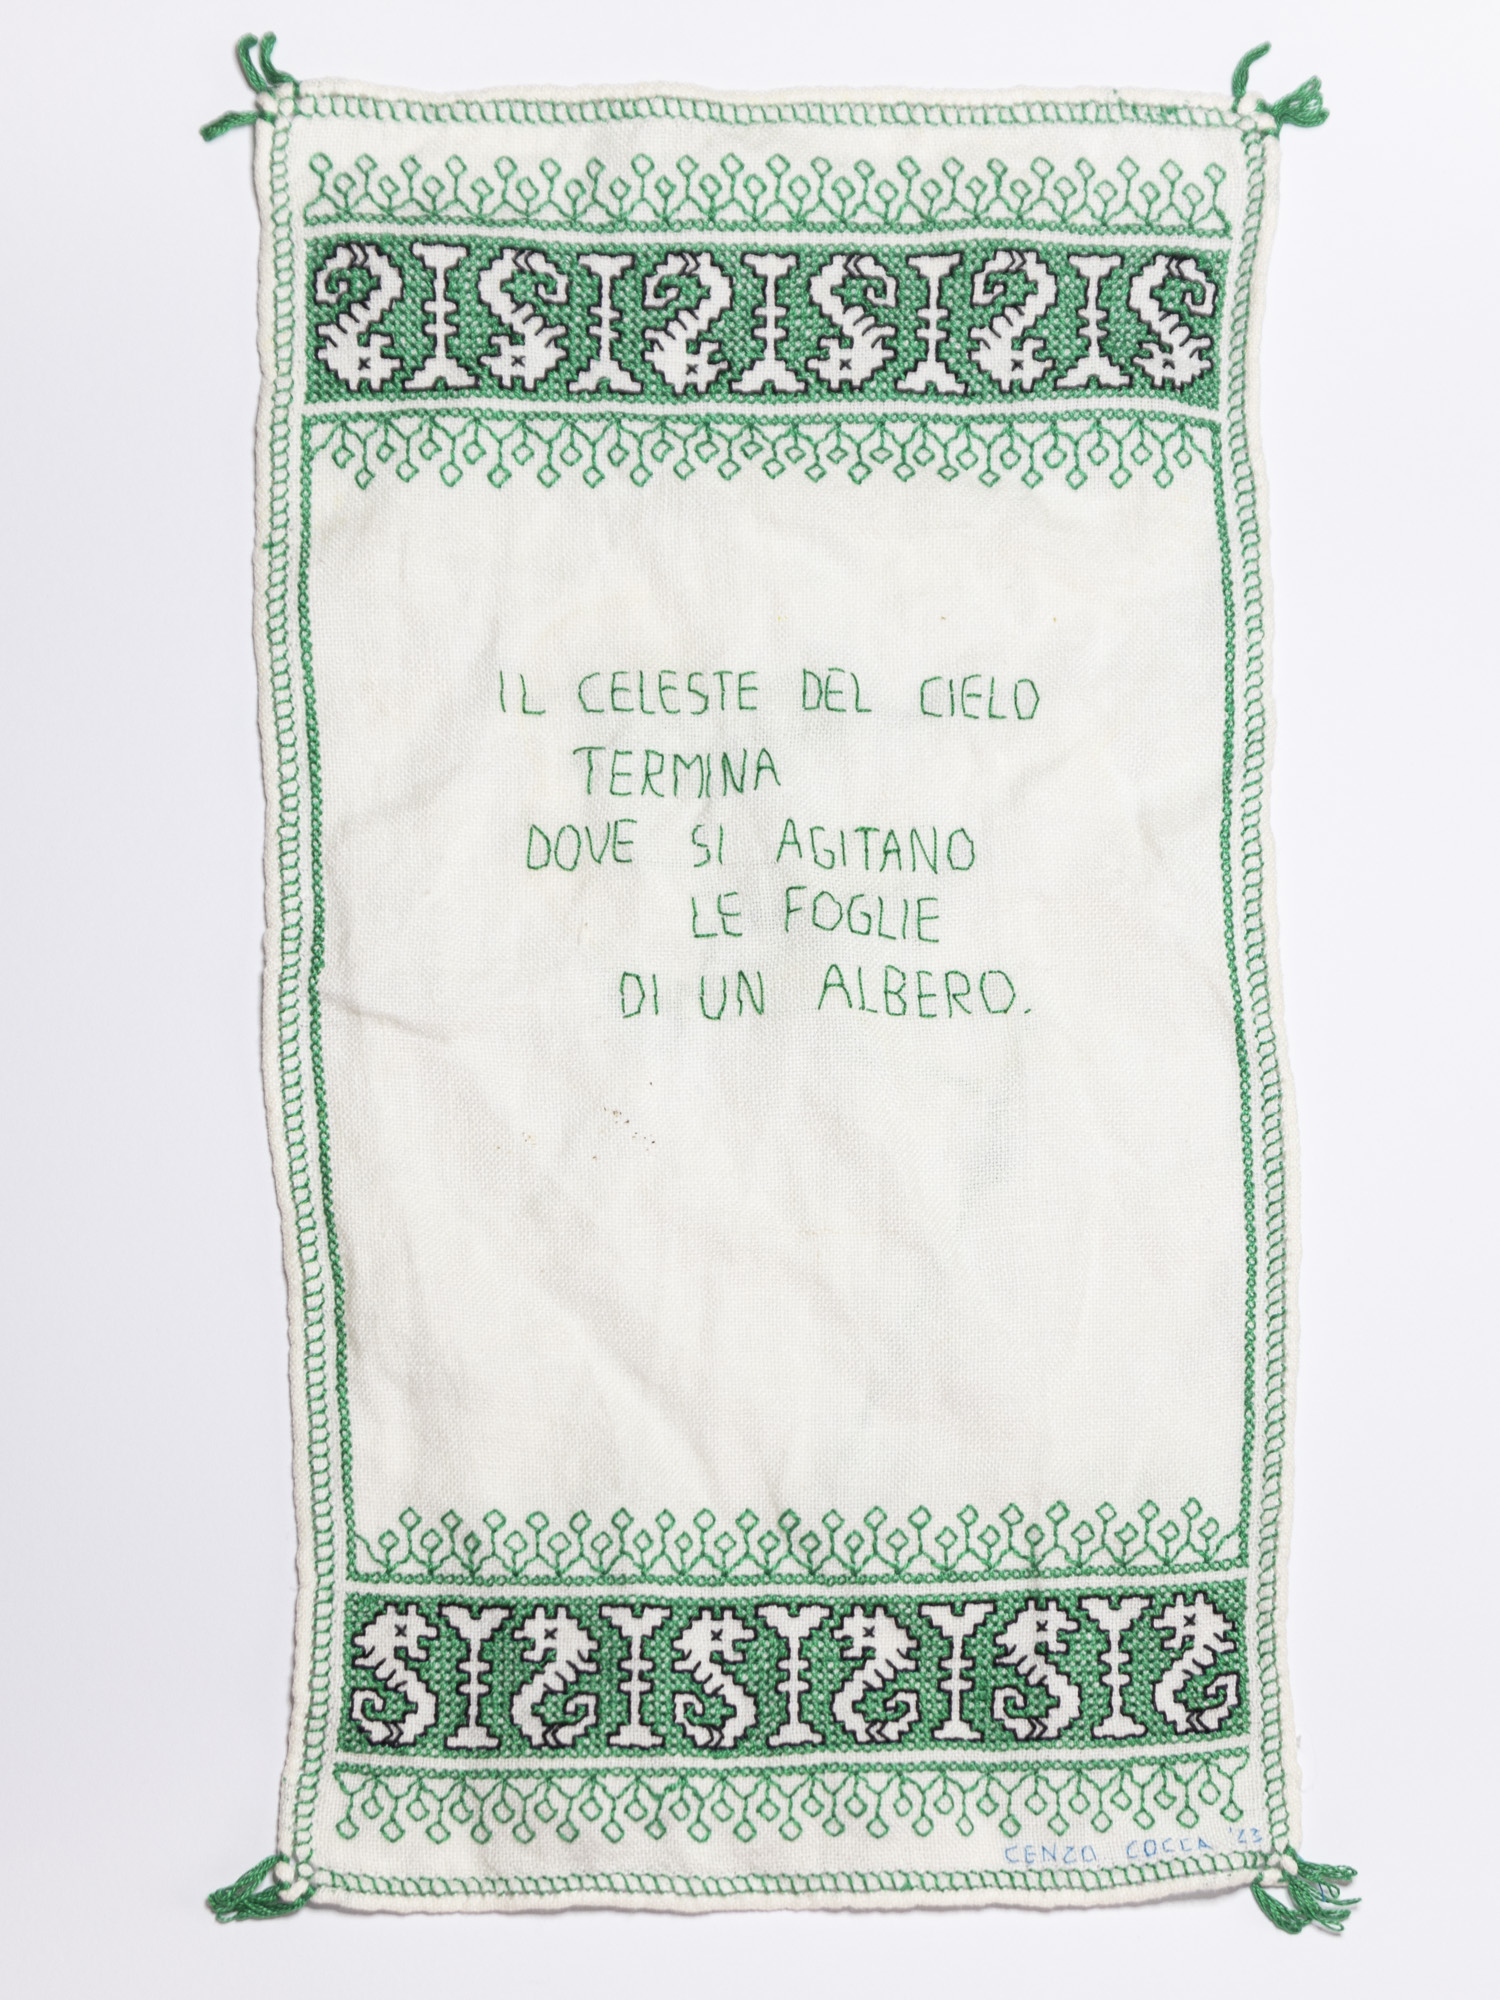 IL CELESTE DEL CIELO
TERMINA
DOVE SI AGITANO
LE FOGLIE
DI UN ALBERO.
CENZO COCCA '23